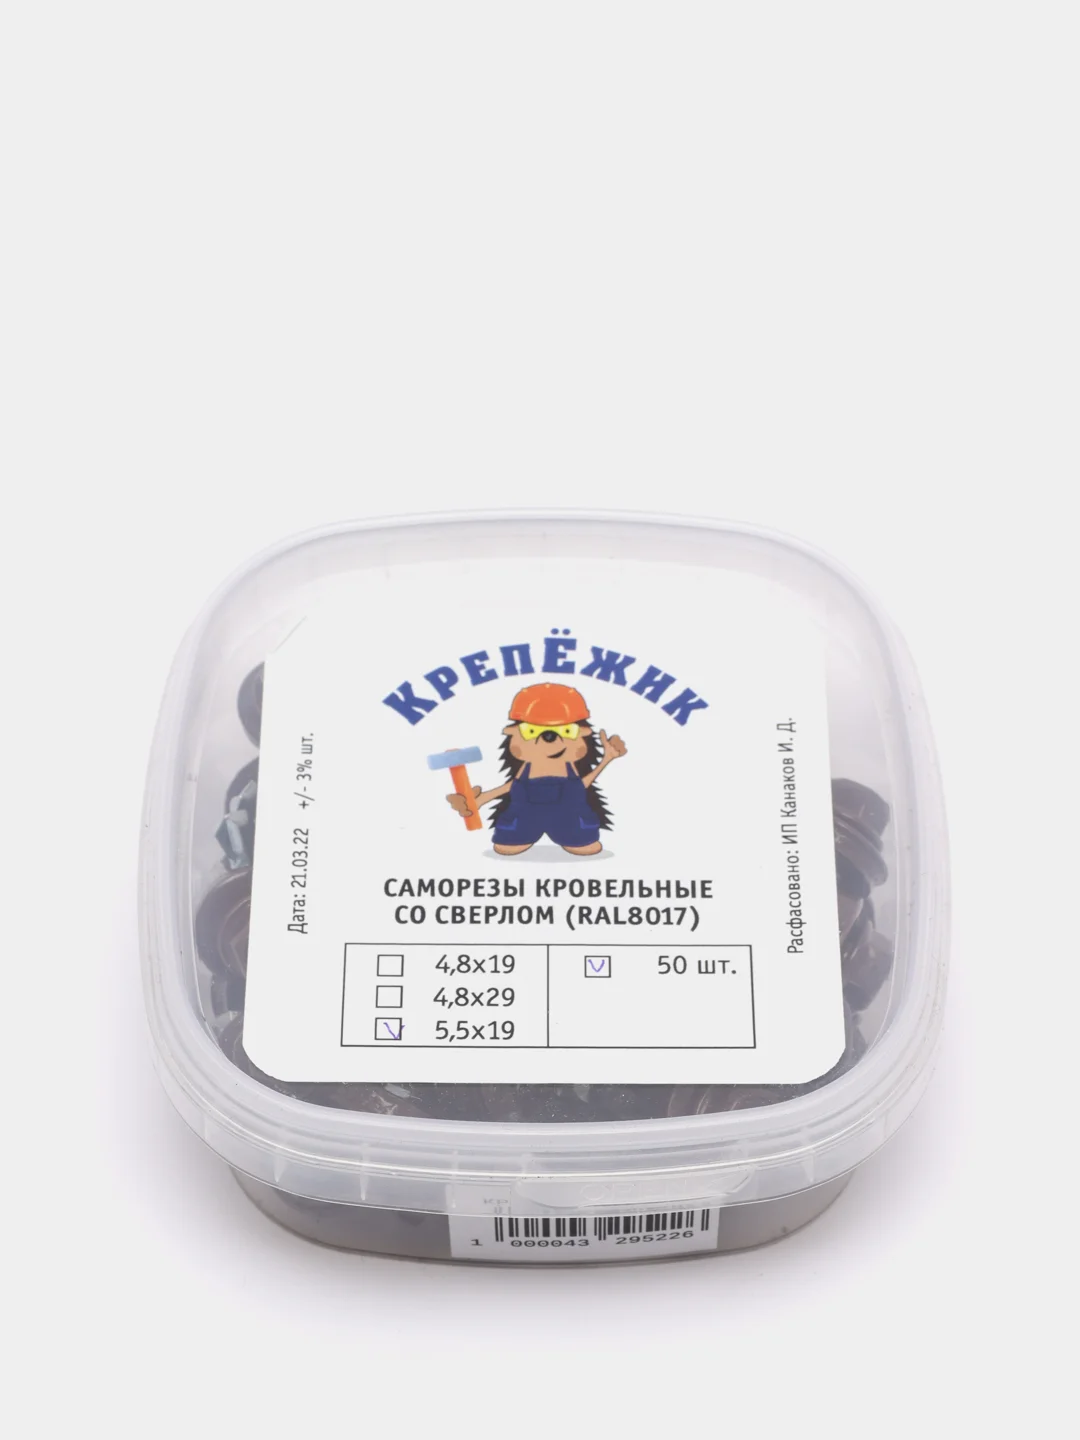 КРЕПЁЖИК
Дата: 21.03.22 +/- 3% шт.
Расфасовано: ИП Канаков И. Д.
САМОРЕЗЫ КРОВЕЛЬНЫЕ
СО СВЕРЛОМ (RAL8017)
4,8х19
4,8х29
5,5х19
50 шт.
1 000043 295226